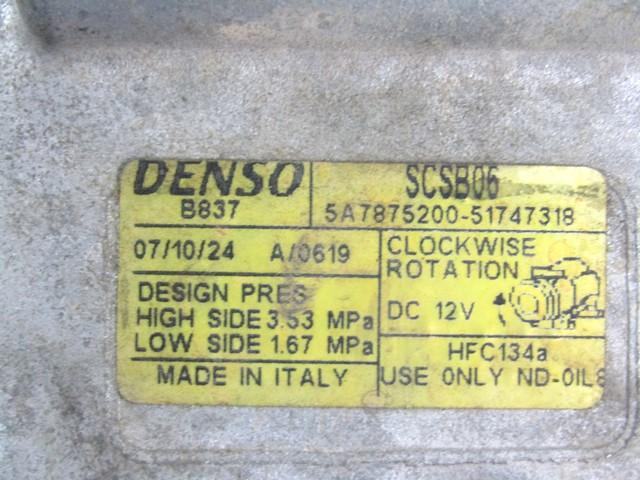 DENSO
SCSB06
B837
5A7875200-51747318
07/10/24 A/0619
CLOCKWISE
ROTATION
DESIGN PRES
HIGH SIDE 3.53 MPa
LOW SIDE 1.67 MPa
DC 12V
HFC134a
MADE IN ITALY
USE ONLY ND-OIL8